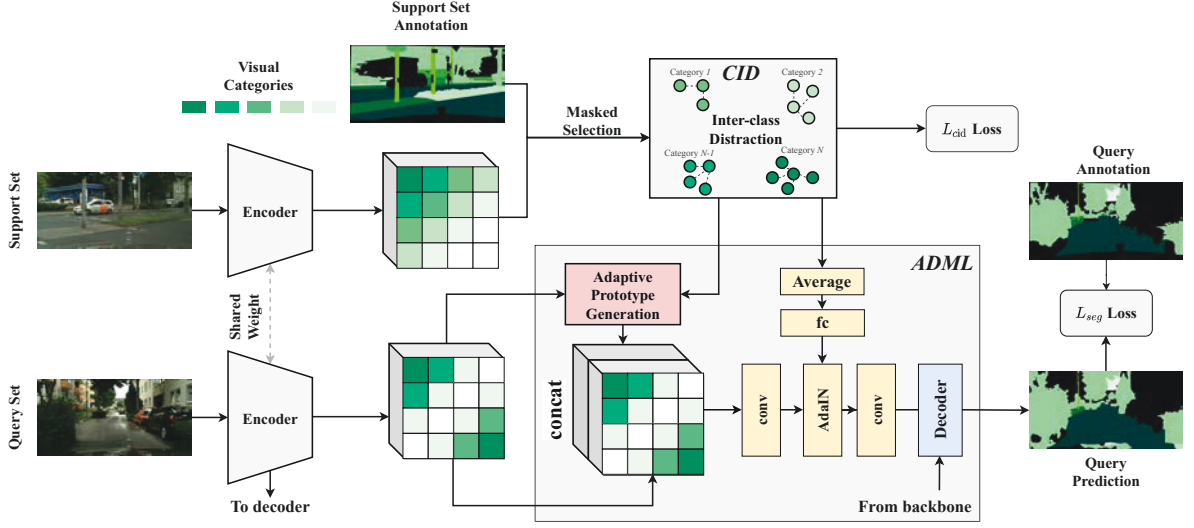 Support Set
Annotation
Visual
Categories
Masked
Selection
CID
Category 1
Category 2
Inter-class
Distraction
Category N-1
Category N
L_cid Loss
Support Set
Encoder
Shared
Weight
Query Set
Encoder
To decoder
ADML
Adaptive
Prototype
Generation
Average
fc
concat
conv
AdaIN
conv
Decoder
From backbone
Query
Annotation
L_seg Loss
Query
Prediction